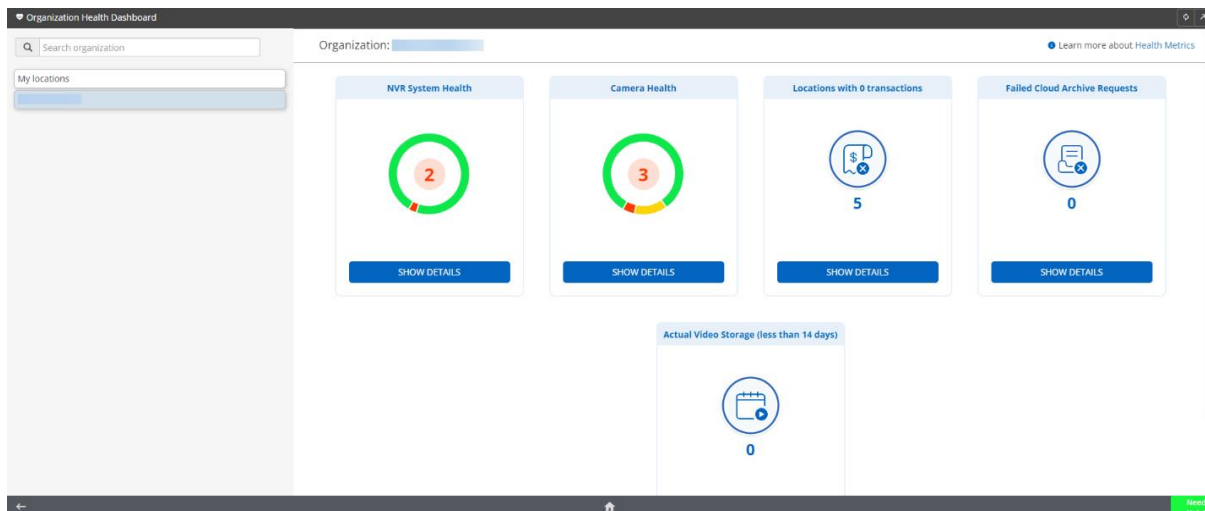 Organization Health Dashboard
Search organization
Organization:
Learn more about Health Metrics
My locations
NVR System Health
Camera Health
Locations with 0 transactions
Failed Cloud Archive Requests
2
3
$
5
0
SHOW DETAILS
SHOW DETAILS
SHOW DETAILS
SHOW DETAILS
Actual Video Storage (less than 14 days)
0
Need